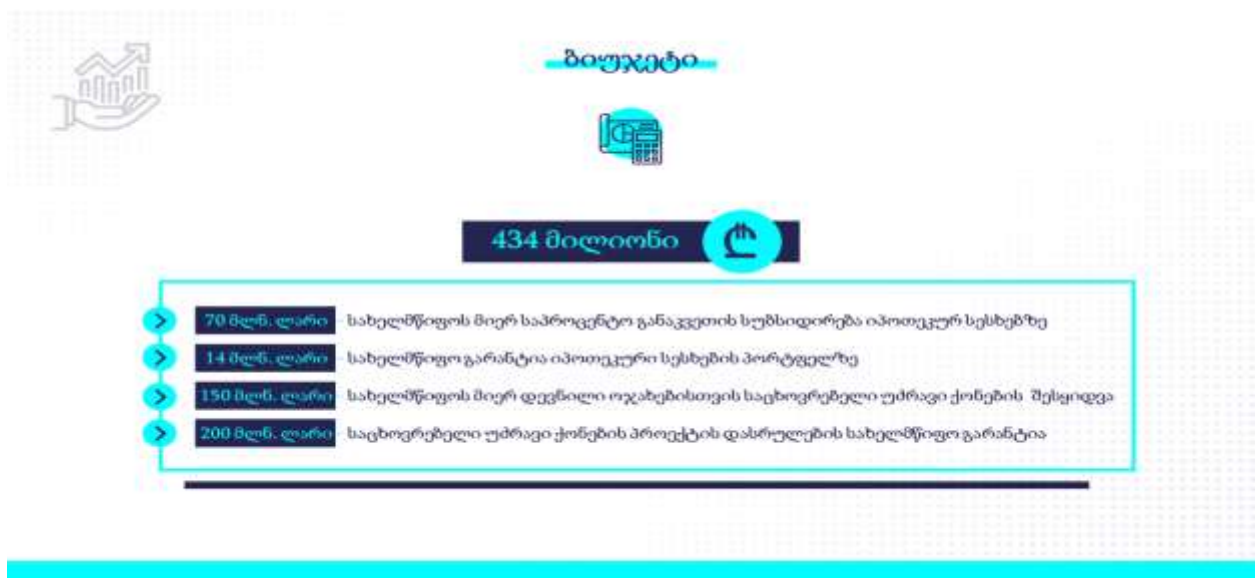 ბიუჯეტი
434 მილიონი ₾
70 მლნ. ლარი სახელმწიფოს მიერ საპროცენტო განაკვეთის სუბსიდირება იპოთეკურ სესხებზე
14 მლნ. ლარი სახელმწიფო გარანტია იპოთეკური სესხების პორტფელზე
150 მლნ. ლარი სახელმწიფოს მიერ დევნილი ოჯახებისთვის საცხოვრებელი უძრავი ქონების შესყიდვა
200 მლნ. ლარი საცხოვრებელი უძრავი ქონების პროექტის დასრულების სახელმწიფო გარანტია